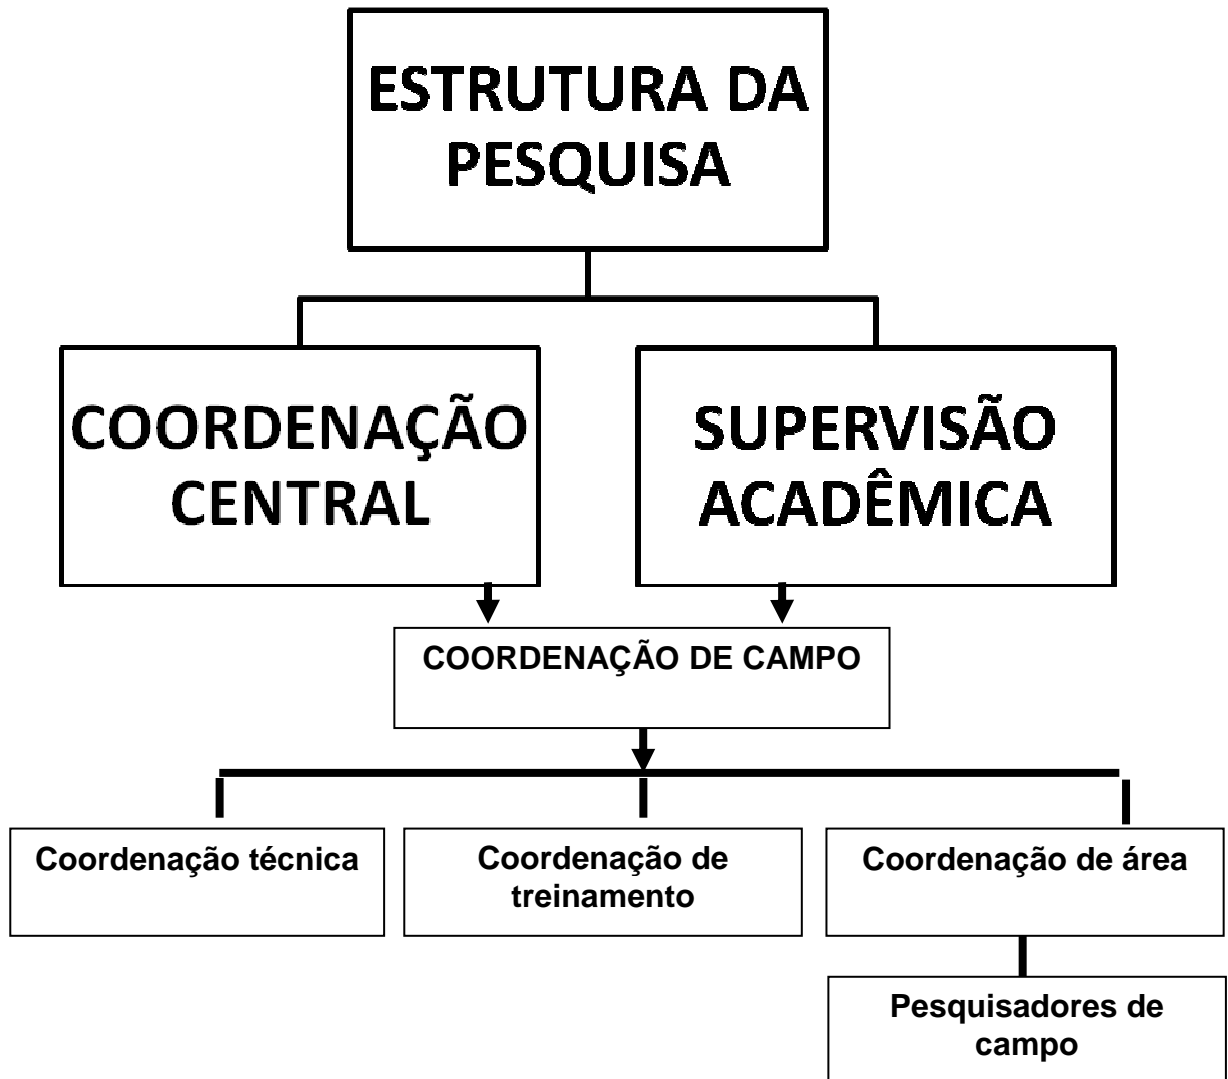 ESTRUTURA DA
PESQUISA
COORDENAÇÃO
CENTRAL
SUPERVISÃO
ACADÊMICA
COORDENAÇÃO DE CAMPO
Coordenação técnica
Coordenação de
treinamento
Coordenação de área
Pesquisadores de
campo